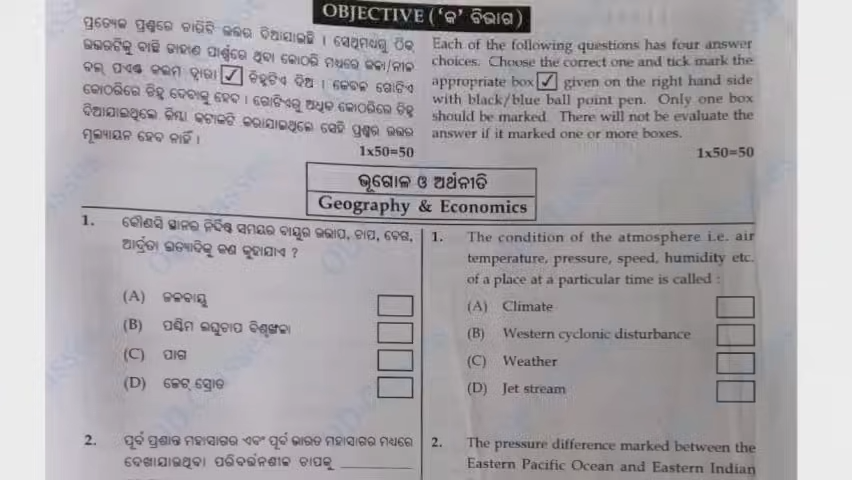 OBJECTIVE ('କ' ବିଭାଗ)
ପ୍ରତ୍ୟେକ ପ୍ରଶ୍ନରେ ଚାରିଟି ଉତ୍ତର ଦିଆଯାଇଛି । ସେଥିମଧ୍ୟରୁ ଠିକ୍
ଉତ୍ତରଟିକୁ ବାଛି ତାହାଣ ପାର୍ଶ୍ଵରେ ଥିବା କୋଠରି ମଧ୍ୟରେ କଳା/ନୀଳ
ବଲ୍ ପଏଣ୍ଟ କଲମ ଦ୍ୱାରା ✓ ଚିହ୍ନଟିଏ ଦିଅ । କେବଳ ଗୋଟିଏ
କୋଠରିରେ ଚିହ୍ନ ଦେବାକୁ ହେବ । ଗୋଟିଏରୁ ଅଧିକ କୋଠରିରେ ଚିହ୍ନ
ଦିଆଯାଇଥିଲେ କିମ୍ବା କଟାକଟି କରାଯାଇଥିଲେ ସେହି ପ୍ରଶ୍ନର ଉତ୍ତର
ମୂଲ୍ୟାୟନ ହେବ ନାହିଁ ।
1x50=50
Each of the following questions has four answer
choices. Choose the correct one and tick mark the
appropriate box ✓ given on the right hand side
with black/blue ball point pen. Only one box
should be marked. There will not be evaluate the
answer if it marked one or more boxes.
1x50=50
ଭୂଗୋଳ ଓ ଅର୍ଥନୀତି
Geography & Economics
1. କୌଣସି ସ୍ଥାନର ନିର୍ଦ୍ଦିଷ୍ଟ ସମୟର ବାୟୁର ଉତ୍ତାପ, ଚାପ, ବେଗ,
ଆର୍ଦ୍ରତା ଇତ୍ୟାଦିକୁ କଣ କୁହାଯାଏ ?
(A) ଜଳବାୟୁ
(B) ପଶ୍ଚିମ ଲଘୁଚାପ ବିଶୃଙ୍ଖଳା
(C) ପାଗ
(D) ଜେଟ୍ ସ୍ରୋତ
2. ପୂର୍ବ ପ୍ରଶାନ୍ତ ମହାସାଗର ଏବଂ ପୂର୍ବ ଭାରତ ମହାସାଗର ମଧ୍ୟରେ
ଦେଖାଯାଇଥିବା ପରିବର୍ତ୍ତନଶୀଳ ଚାପକୁ ________
1. The condition of the atmosphere i.e. air
temperature, pressure, speed, humidity etc.
of a place at a particular time is called :
(A) Climate
(B) Western cyclonic disturbance
(C) Weather
(D) Jet stream
2. The pressure difference marked between the
Eastern Pacific Ocean and Eastern Indian